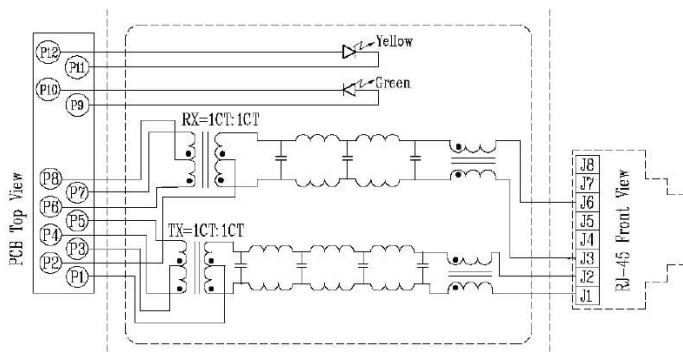 P12
Yellow
P11
P10
Green
P9
RX=1CT:1CT
P8
P7
P6
P5
TX=1CT:1CT
P4
P3
P2
P1
PCB Top View
J8
J7
J6
J5
J4
J3
J2
J1
RJ-45 Front View